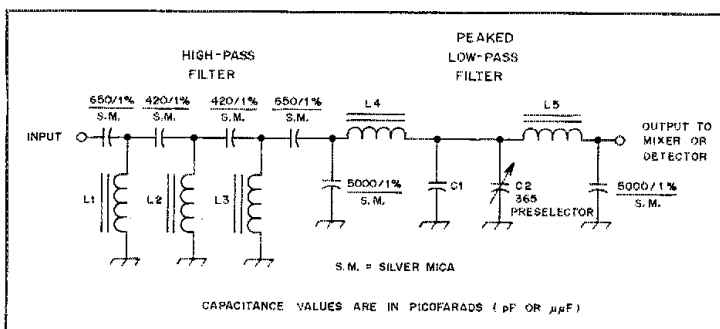 PEAKED
LOW-PASS
FILTER
HIGH-PASS
FILTER
650/1%
S.M.
420/1%
S.M.
420/1%
S.M.
650/1%
S.M.
L4
L5
INPUT
OUTPUT TO
MIXER OR
DETECTOR
L1
L2
L3
5000/1%
S.M.
C1
C2
365
PRESELECTOR
5000/1%
S.M.
S.M. = SILVER MICA
CAPACITANCE VALUES ARE IN PICOFARADS ( pF OR µµF)